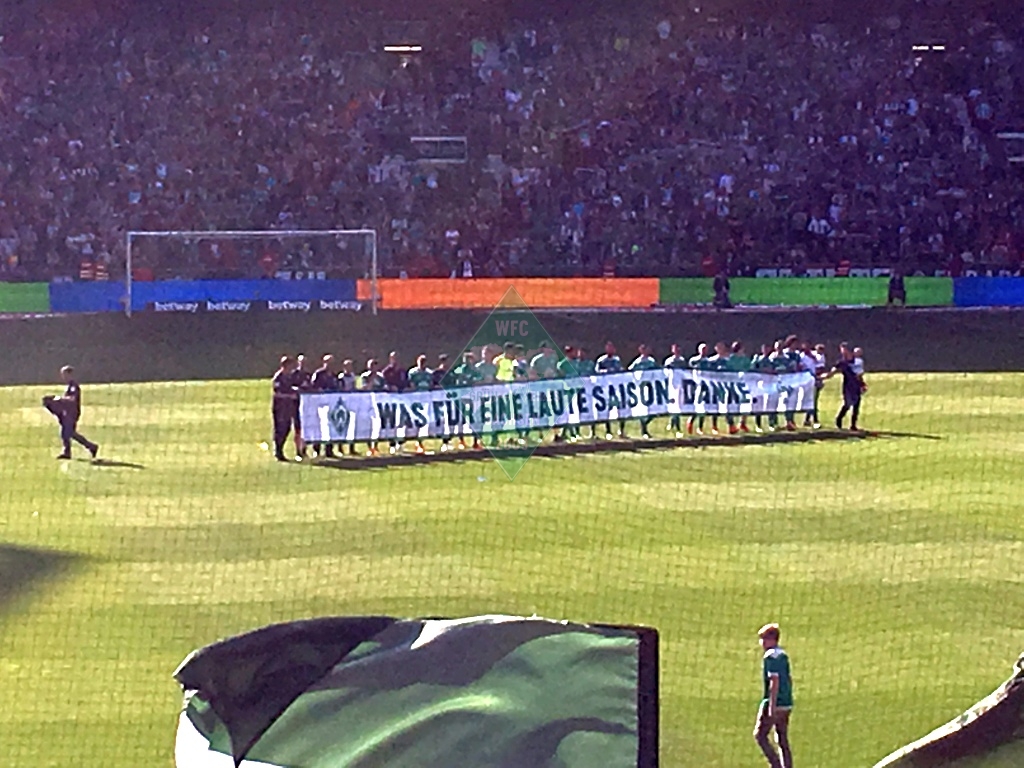 betway betway betway betway
WFC
WAS FÜR EINE LAUTE SAISON. DANKE.